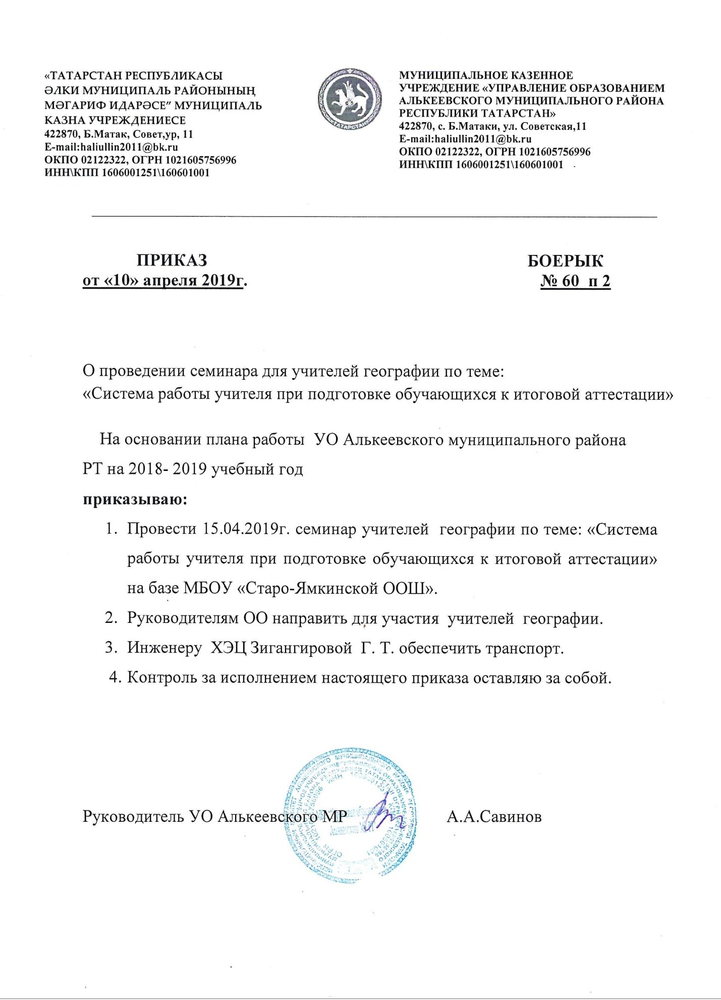 «ТАТАРСТАН РЕСПУБЛИКАСЫ
ӘЛКИ МУНИЦИПАЛЬ РАЙОНЫНЫҢ
МӘГАРИФ ИДАРӘСЕ” МУНИЦИПАЛЬ
КАЗНА УЧРЕЖДЕНИЕСЕ
422870, Б.Матак, Совет,ур, 11
E-mail:haliullin2011@bk.ru
ОКПО 02122322, ОГРН 1021605756996
ИНН\КПП 1606001251\160601001
ТАТАРСТАН
МУНИЦИПАЛЬНОЕ КАЗЕННОЕ
УЧРЕЖДЕНИЕ «УПРАВЛЕНИЕ ОБРАЗОВАНИЕМ
АЛЬКЕЕВСКОГО МУНИЦИПАЛЬНОГО РАЙОНА
РЕСПУБЛИКИ ТАТАРСТАН»
422870, с. Б.Матаки, ул. Советская,11
E-mail:haliullin2011@bk.ru
ОКПО 02122322, ОГРН 1021605756996
ИНН\КПП 1606001251\160601001
ПРИКАЗ БОЕРЫК
от «10» апреля 2019г. № 60 п 2
О проведении семинара для учителей географии по теме:
«Система работы учителя при подготовке обучающихся к итоговой аттестации»
На основании плана работы УО Алькеевского муниципального района
РТ на 2018- 2019 учебный год
приказываю:
1. Провести 15.04.2019г. семинар учителей географии по теме: «Система
работы учителя при подготовке обучающихся к итоговой аттестации»
на базе МБОУ «Старо-Ямкинской ООШ».
2. Руководителям ОО направить для участия учителей географии.
3. Инженеру ХЭЦ Зигангировой Г. Т. обеспечить транспорт.
4. Контроль за исполнением настоящего приказа оставляю за собой.
Руководитель УО Алькеевского МР А.А.Савинов